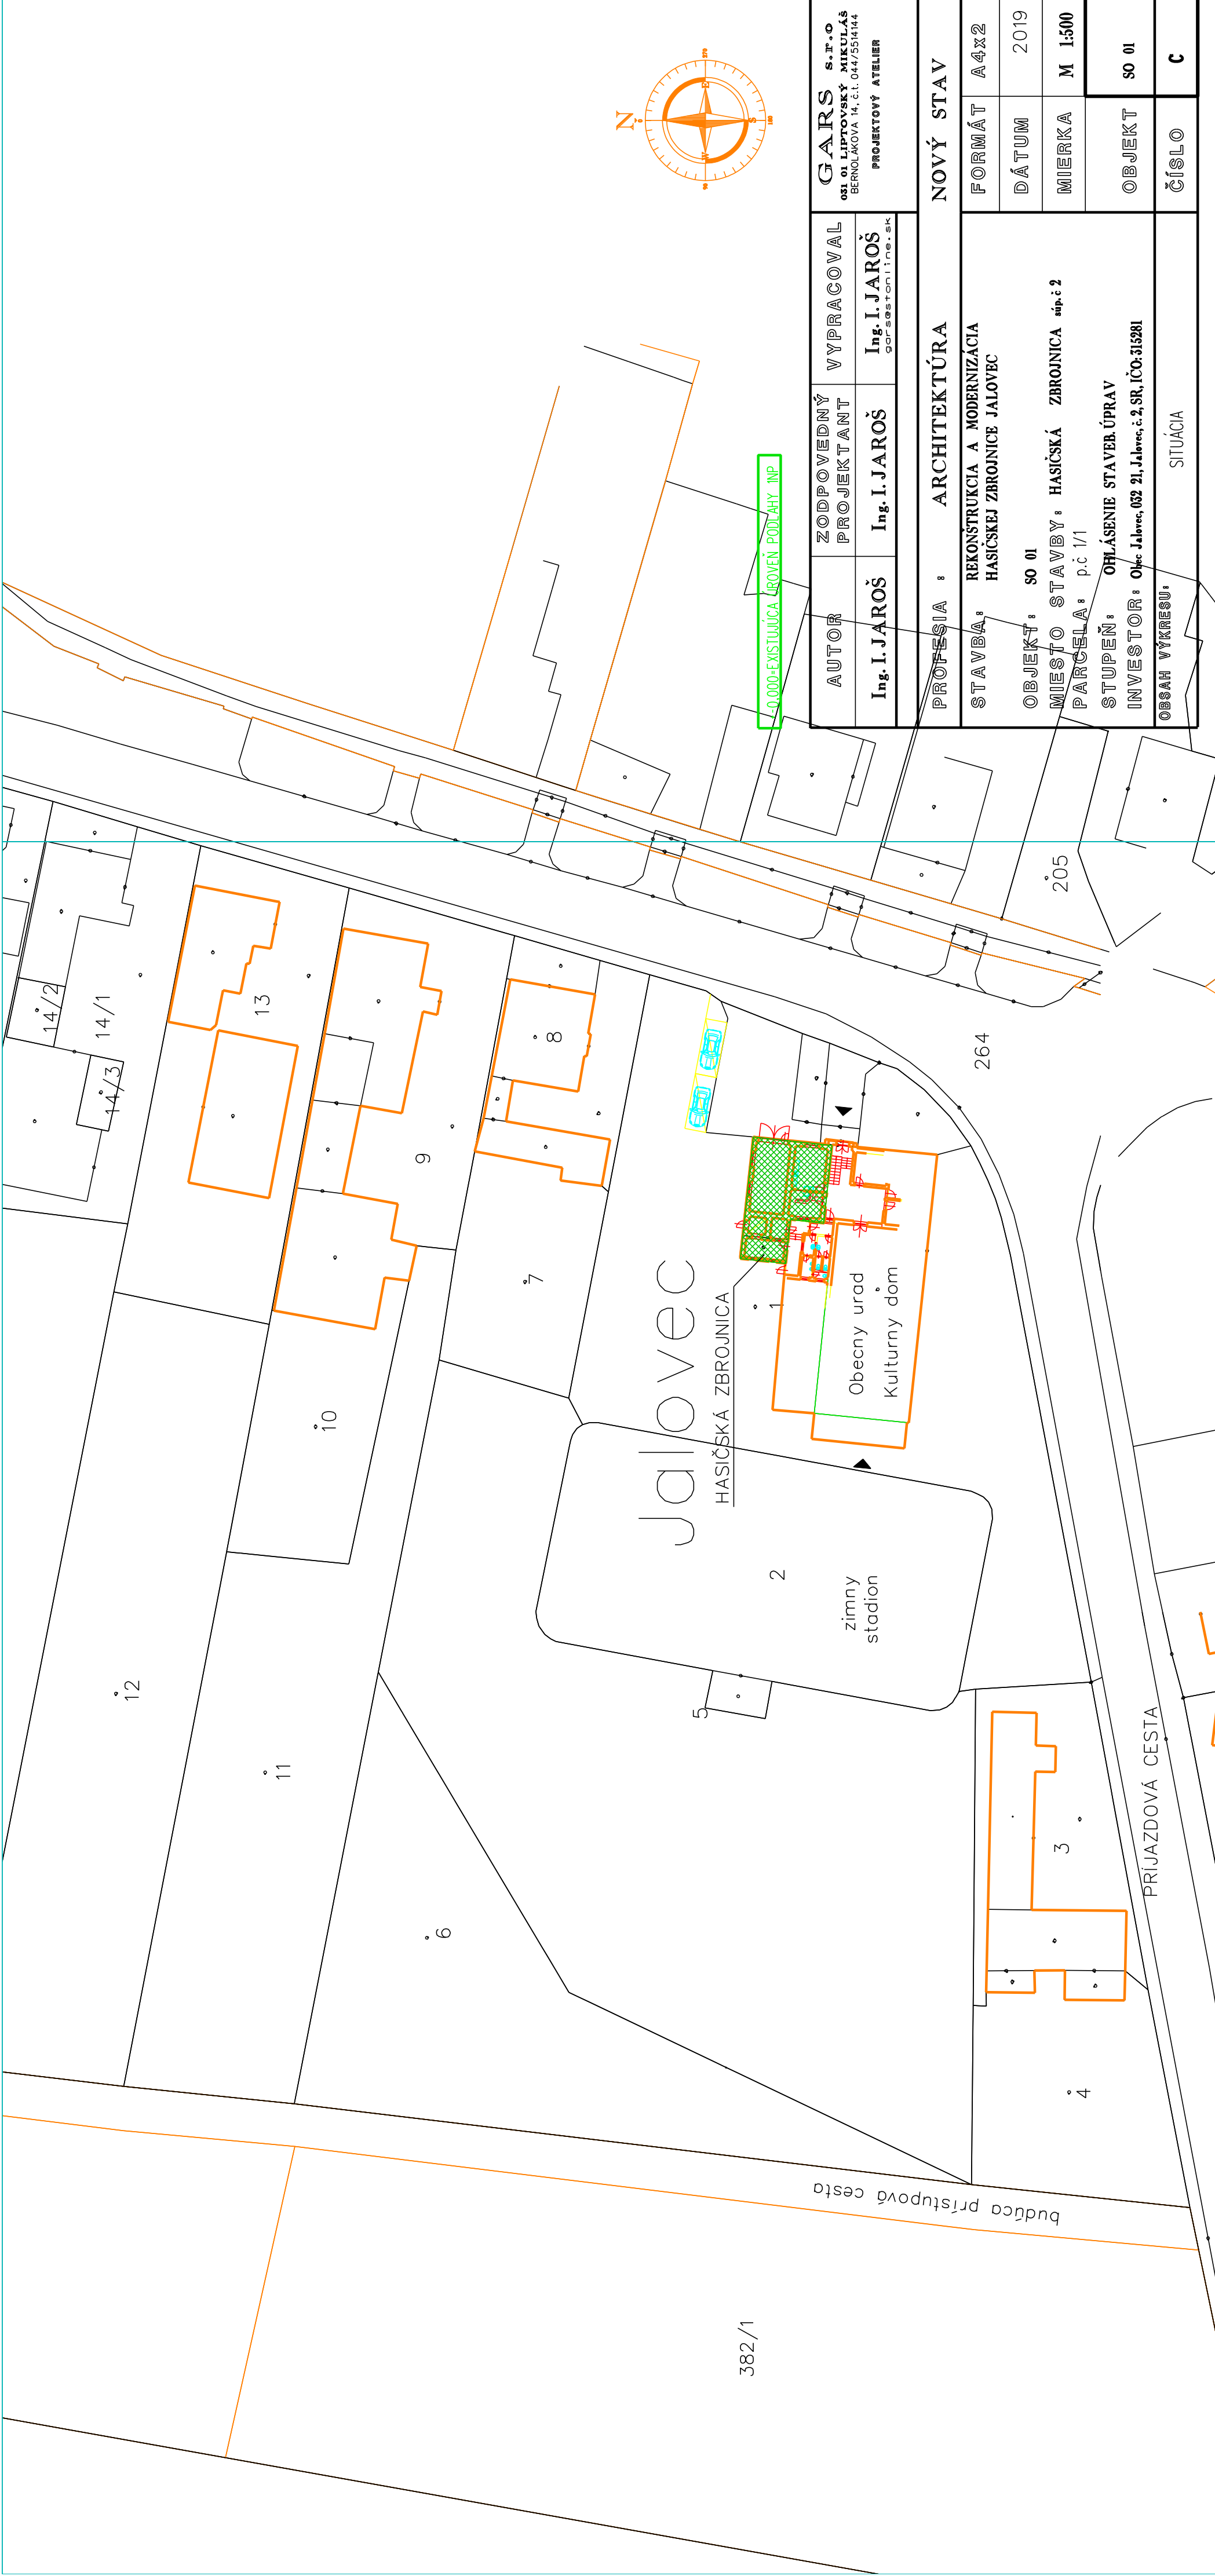 N
0
270
180
90
E
S
W
±0.000=EXISTUJÚCA ÚROVEŇ PODLAHY 1NP
AUTOR
ZODPOVEDNÝ
PROJEKTANT
VYPRACOVAL
GARS s.r.o
031 01 LIPTOVSKÝ MIKULÁŠ
BERNOLÁKOVA 14, č.t. 044/5514144
PROJEKTOVÝ ATELIER
Ing. I. JAROŠ
Ing. I. JAROŠ
Ing. I. JAROŠ
gars@stonline.sk
PROFESIA : ARCHITEKTÚRA
NOVÝ STAV
STAVBA: REKONŠTRUKCIA A MODERNIZÁCIA
HASIČSKEJ ZBROJNICE JALOVEC
OBJEKT: SO 01
MIESTO STAVBY: HASIČSKÁ ZBROJNICA súp.č 2
PARCELA: p.č 1/1
STUPEŇ: OHLÁSENIE STAVEB.ÚPRAV
INVESTOR: Obec Jalovec, 032 21, Jalovec, č. 2, SR, IČO: 315281
FORMÁT A4x2
DÁTUM 2019
MIERKA M 1:500
OBJEKT SO 01
OBSAH VÝKRESU:
SITUÁCIA
ČÍSLO C
14/2
14/1
14/3
13
9
8
7
10
12
11
6
5
Jalovec
HASIČSKÁ ZBROJNICA
1
Obecny urad
Kulturny dom
2
zimny
stadion
205
264
3
4
PRÍJAZDOVÁ CESTA
budúca prístupová cesta
382/1